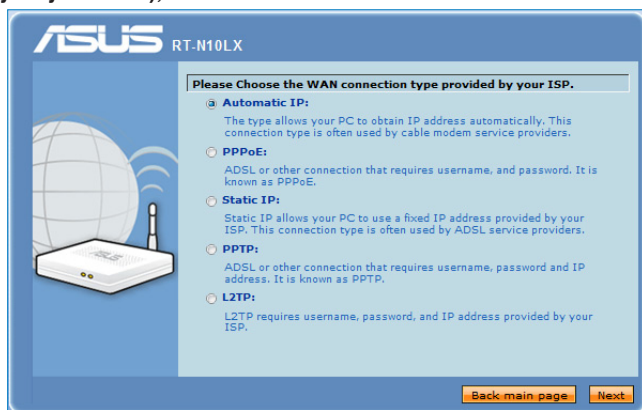 ASUS RT-N10LX
Please Choose the WAN connection type provided by your ISP.
Automatic IP:
The type allows your PC to obtain IP address automatically. This
connection type is often used by cable modem service providers.
PPPoE:
ADSL or other connection that requires username, and password. It is
known as PPPoE.
Static IP:
Static IP allows your PC to use a fixed IP address provided by your
ISP. This connection type is often used by ADSL service providers.
PPTP:
ADSL or other connection that requires username, password and IP
address. It is known as PPTP.
L2TP:
L2TP requires username, password, and IP address provided by your
ISP.
ASUS
Back main page Next